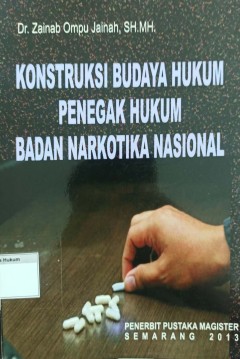 Dr. Zainab Ompu Jainah, SH.MH.
KONSTRUKSI BUDAYA HUKUM
PENEGAK HUKUM
BADAN NARKOTIKA NASIONAL
Hukum
PENERBIT PUSTAKA MAGISTER
SEMARANG 2013